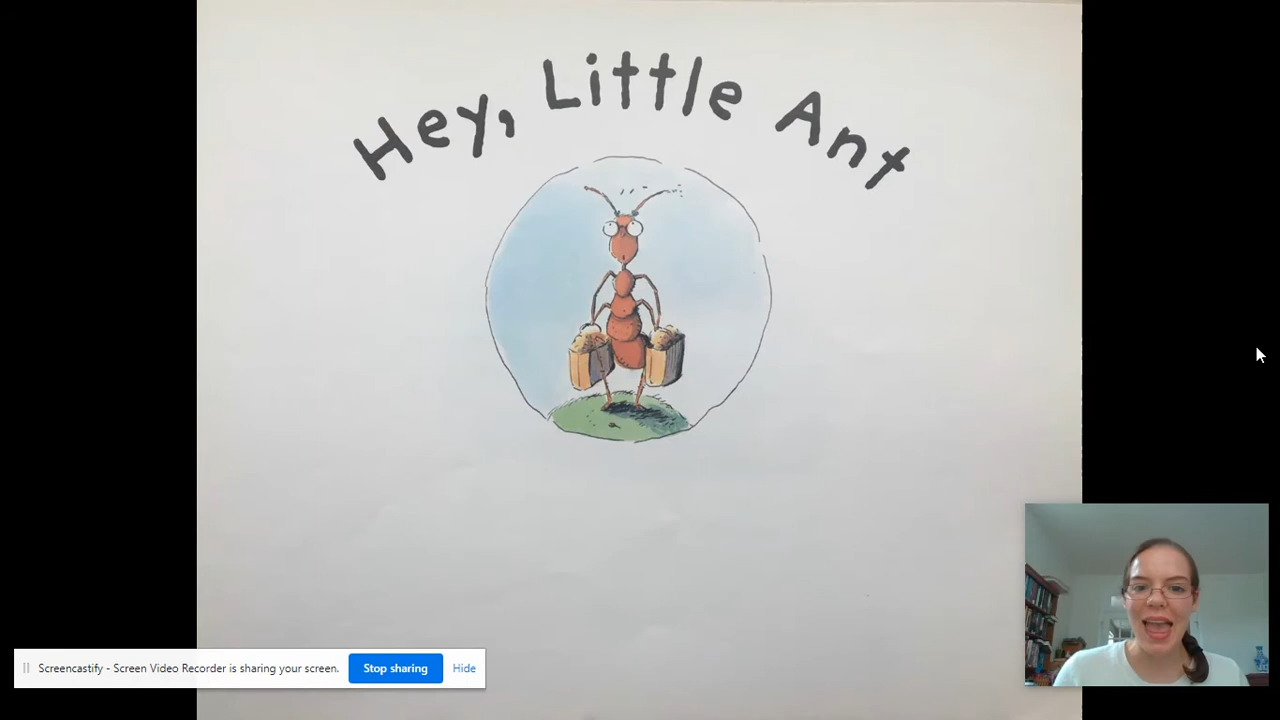 Hey, Little Ant
Screencastify - Screen Video Recorder is sharing your screen.
Stop sharing
Hide